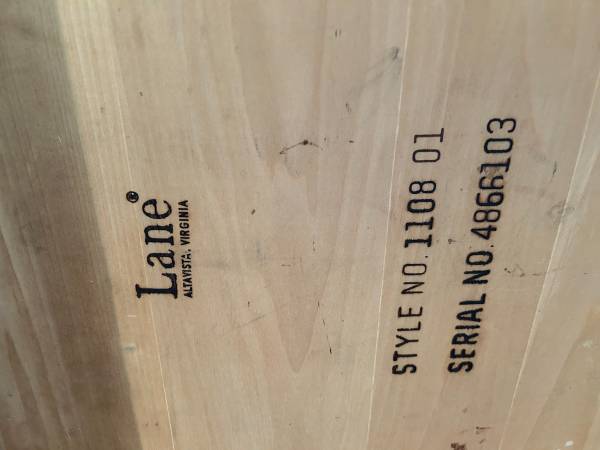 Lane®
ALTAVISTA, VIRGINIA
STYLE NO. 1108 01
SERIAL NO. 4866103